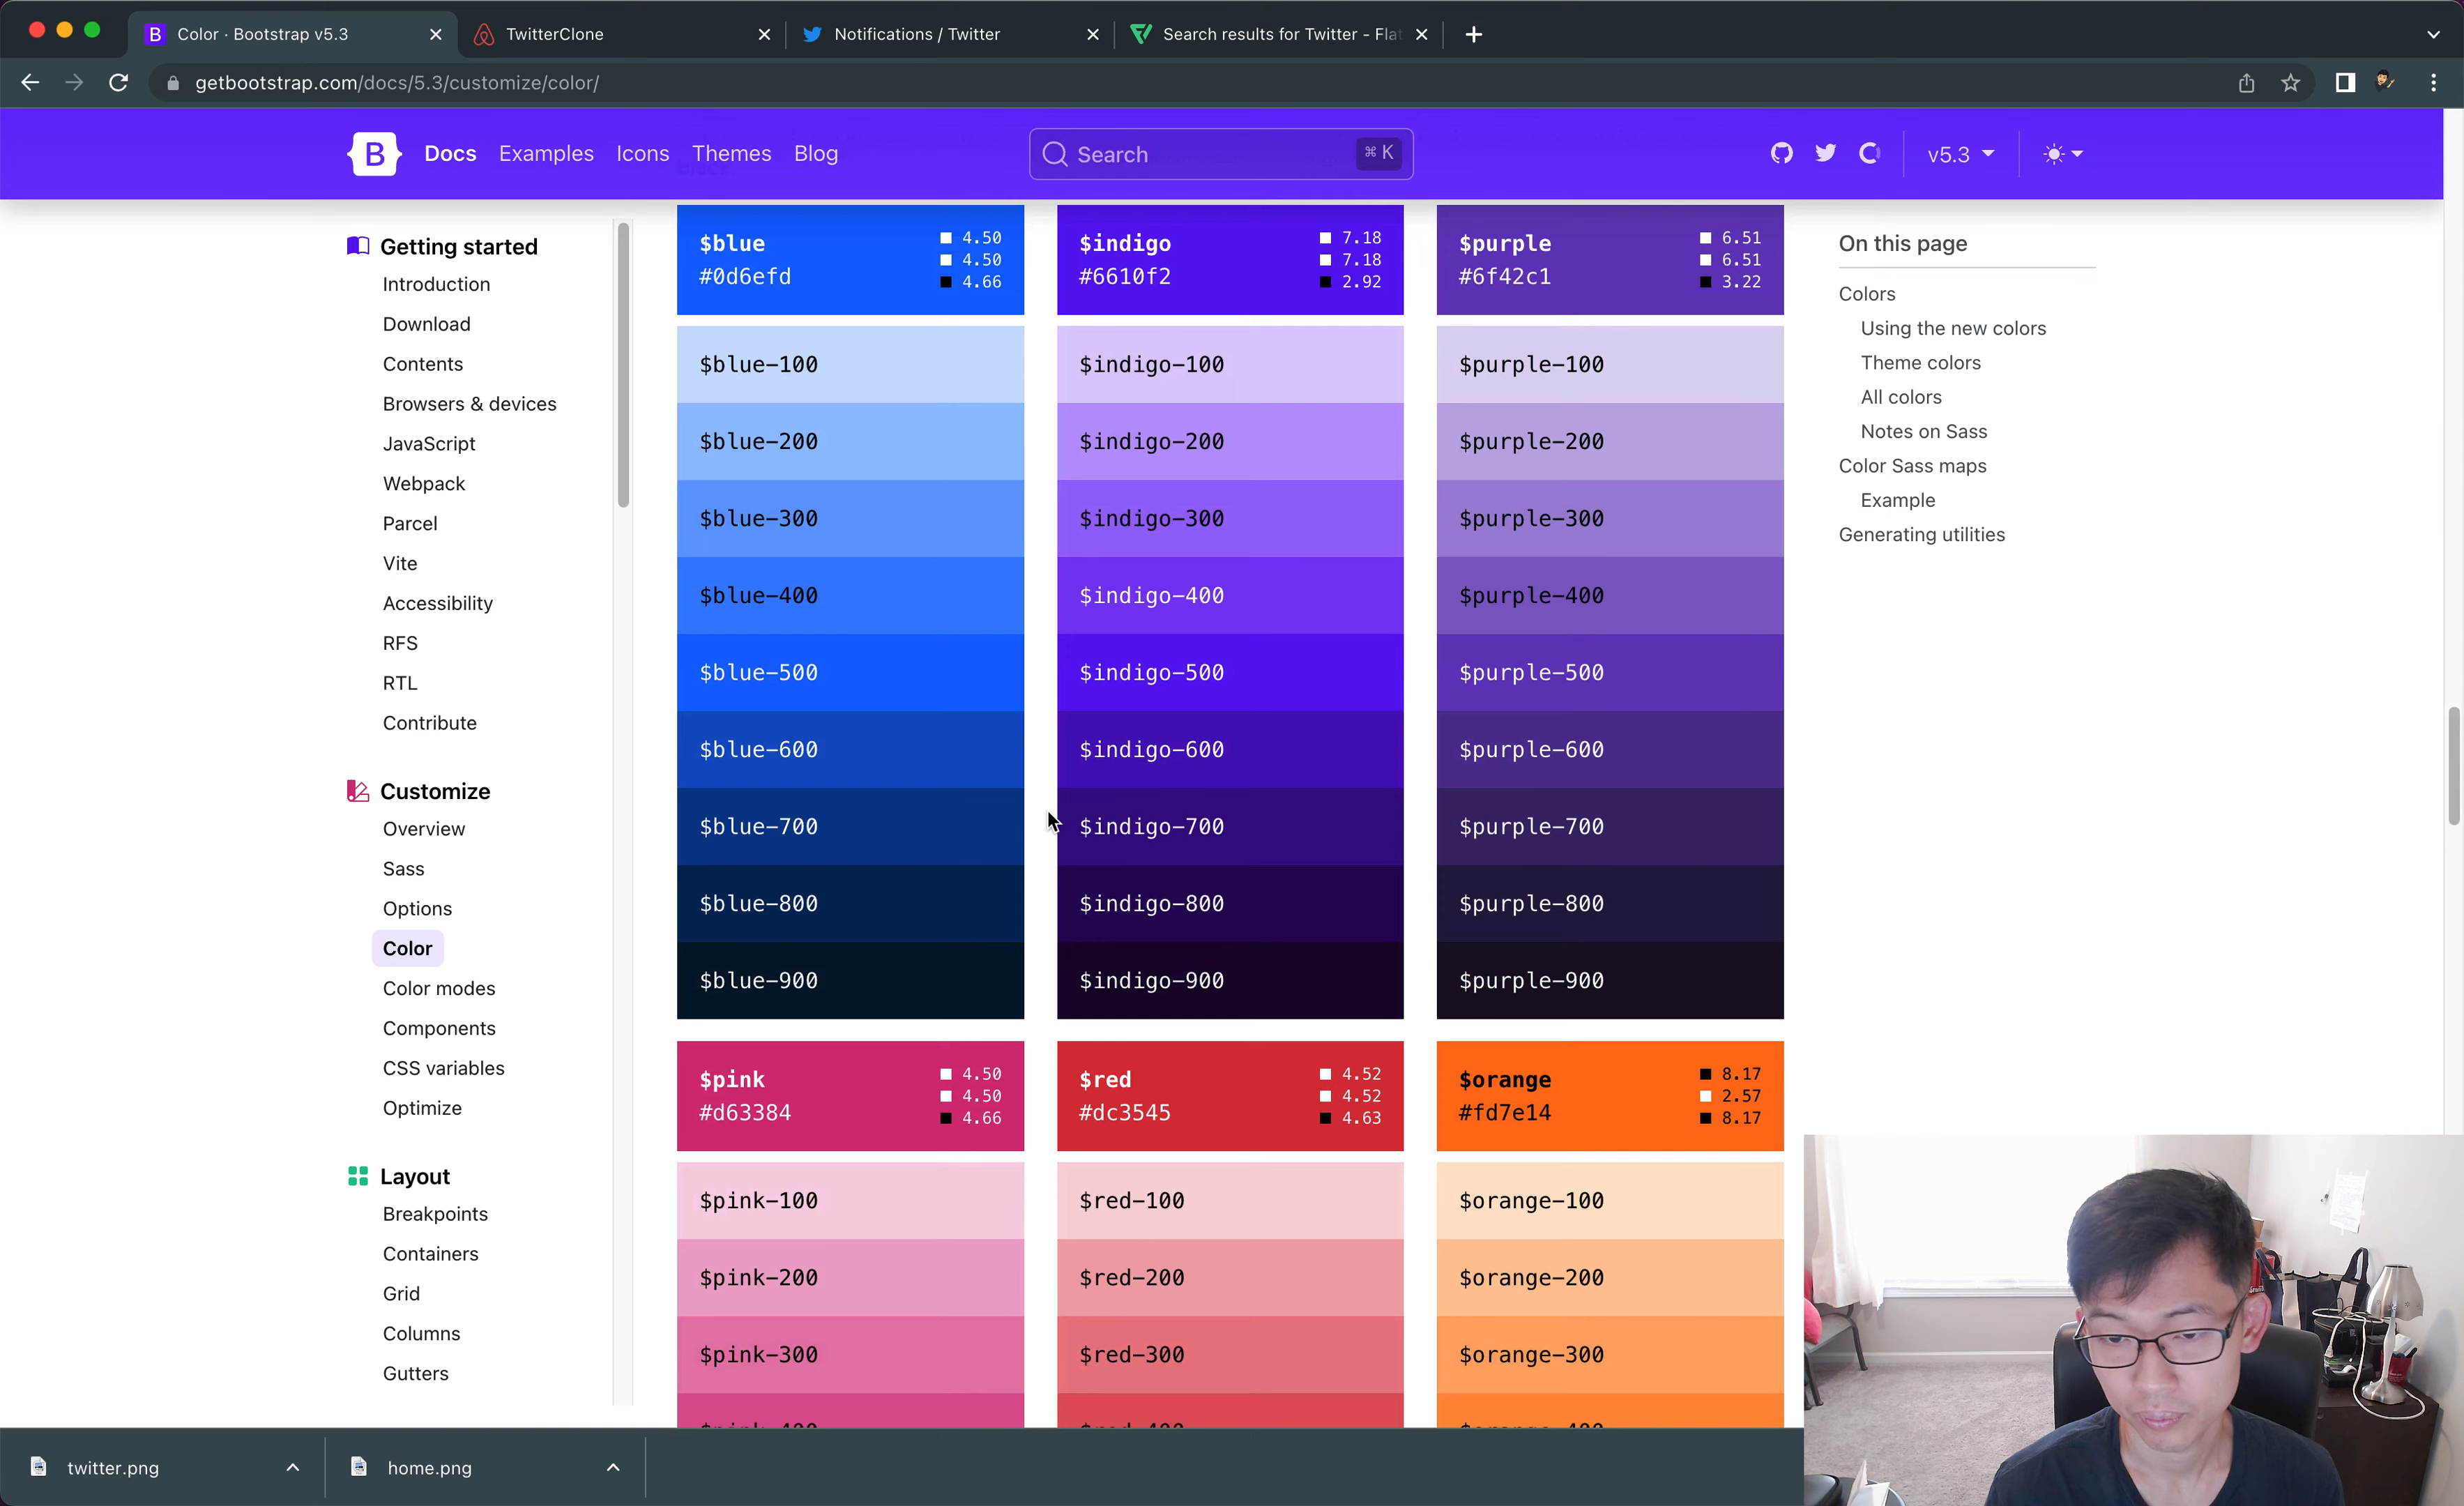 Color · Bootstrap v5.3
TwitterClone
Notifications / Twitter
Search results for Twitter - Flat
getbootstrap.com/docs/5.3/customize/color/
B
Docs
Examples
Icons
Themes
Blog
Search
⌘ K
v5.3
Getting started
Introduction
Download
Contents
Browsers & devices
JavaScript
Webpack
Parcel
Vite
Accessibility
RFS
RTL
Contribute
Customize
Overview
Sass
Options
Color
Color modes
Components
CSS variables
Optimize
Layout
Breakpoints
Containers
Grid
Columns
Gutters
$blue
#0d6efd
4.50
4.50
4.66
$blue-100
$blue-200
$blue-300
$blue-400
$blue-500
$blue-600
$blue-700
$blue-800
$blue-900
$indigo
#6610f2
7.18
7.18
2.92
$indigo-100
$indigo-200
$indigo-300
$indigo-400
$indigo-500
$indigo-600
$indigo-700
$indigo-800
$indigo-900
$purple
#6f42c1
6.51
6.51
3.22
$purple-100
$purple-200
$purple-300
$purple-400
$purple-500
$purple-600
$purple-700
$purple-800
$purple-900
$pink
#d63384
4.50
4.50
4.66
$pink-100
$pink-200
$pink-300
$red
#dc3545
4.52
4.52
4.63
$red-100
$red-200
$red-300
$orange
#fd7e14
8.17
2.57
8.17
$orange-100
$orange-200
$orange-300
On this page
Colors
Using the new colors
Theme colors
All colors
Notes on Sass
Color Sass maps
Example
Generating utilities
twitter.png
home.png